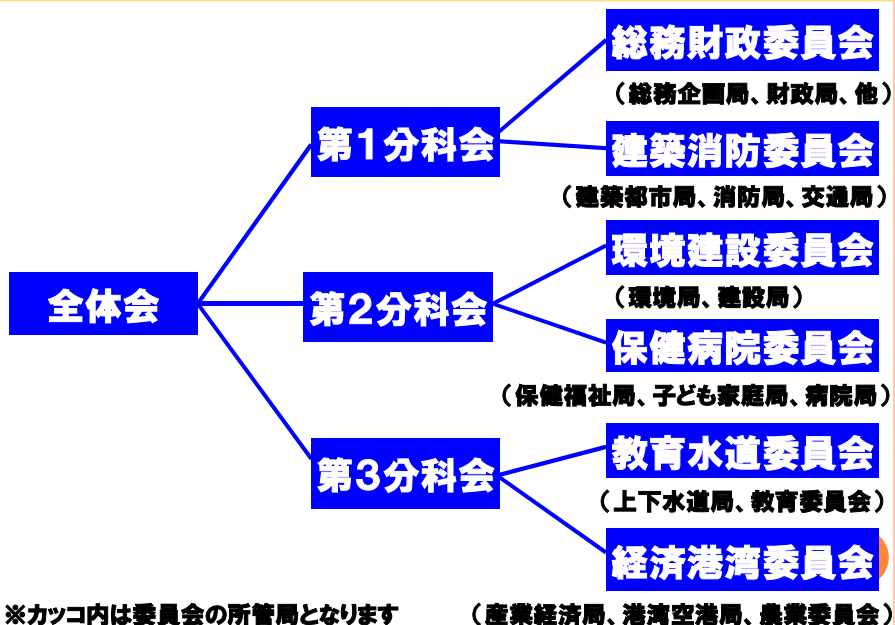 全体会
第1分科会
総務財政委員会
（総務企画局、財政局、他）
建築消防委員会
（建築都市局、消防局、交通局）
第2分科会
環境建設委員会
（環境局、建設局）
保健病院委員会
（保健福祉局、子ども家庭局、病院局）
第3分科会
教育水道委員会
（上下水道局、教育委員会）
経済港湾委員会
（産業経済局、港湾空港局、農業委員会）
※カッコ内は委員会の所管局となります